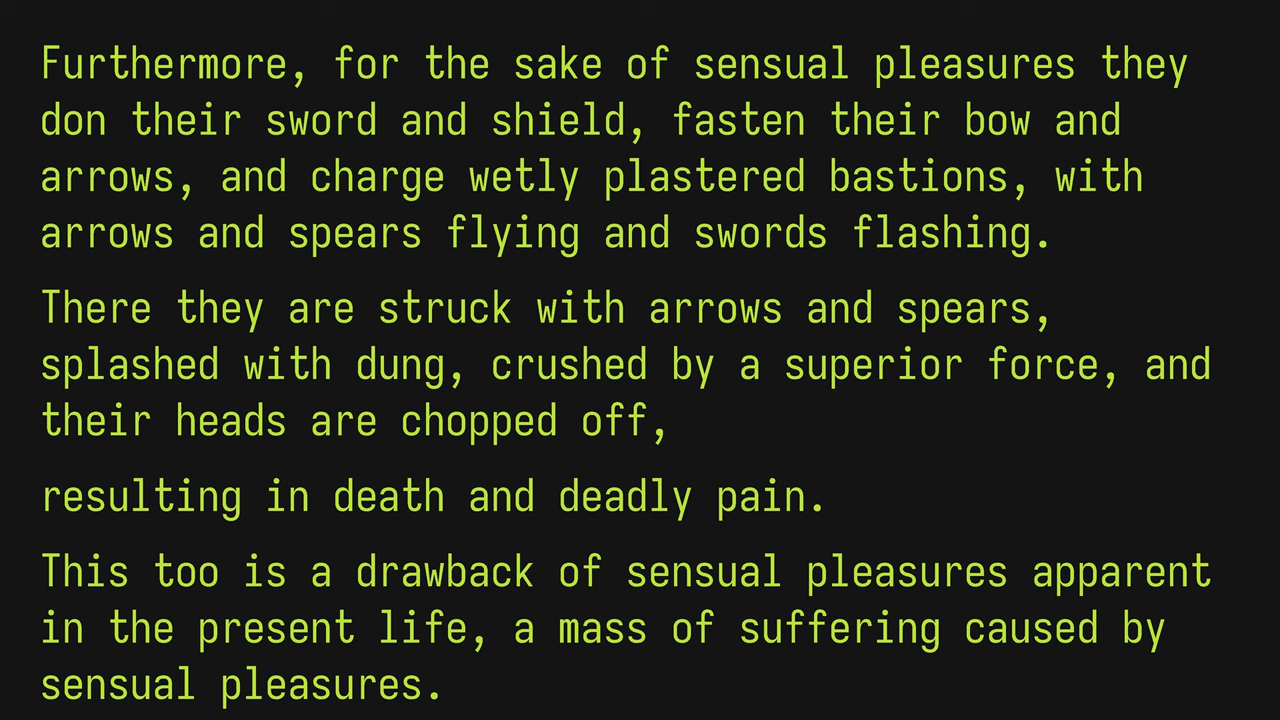 Furthermore, for the sake of sensual pleasures they
don their sword and shield, fasten their bow and
arrows, and charge wetly plastered bastions, with
arrows and spears flying and swords flashing.
There they are struck with arrows and spears,
splashed with dung, crushed by a superior force, and
their heads are chopped off,
resulting in death and deadly pain.
This too is a drawback of sensual pleasures apparent
in the present life, a mass of suffering caused by
sensual pleasures.